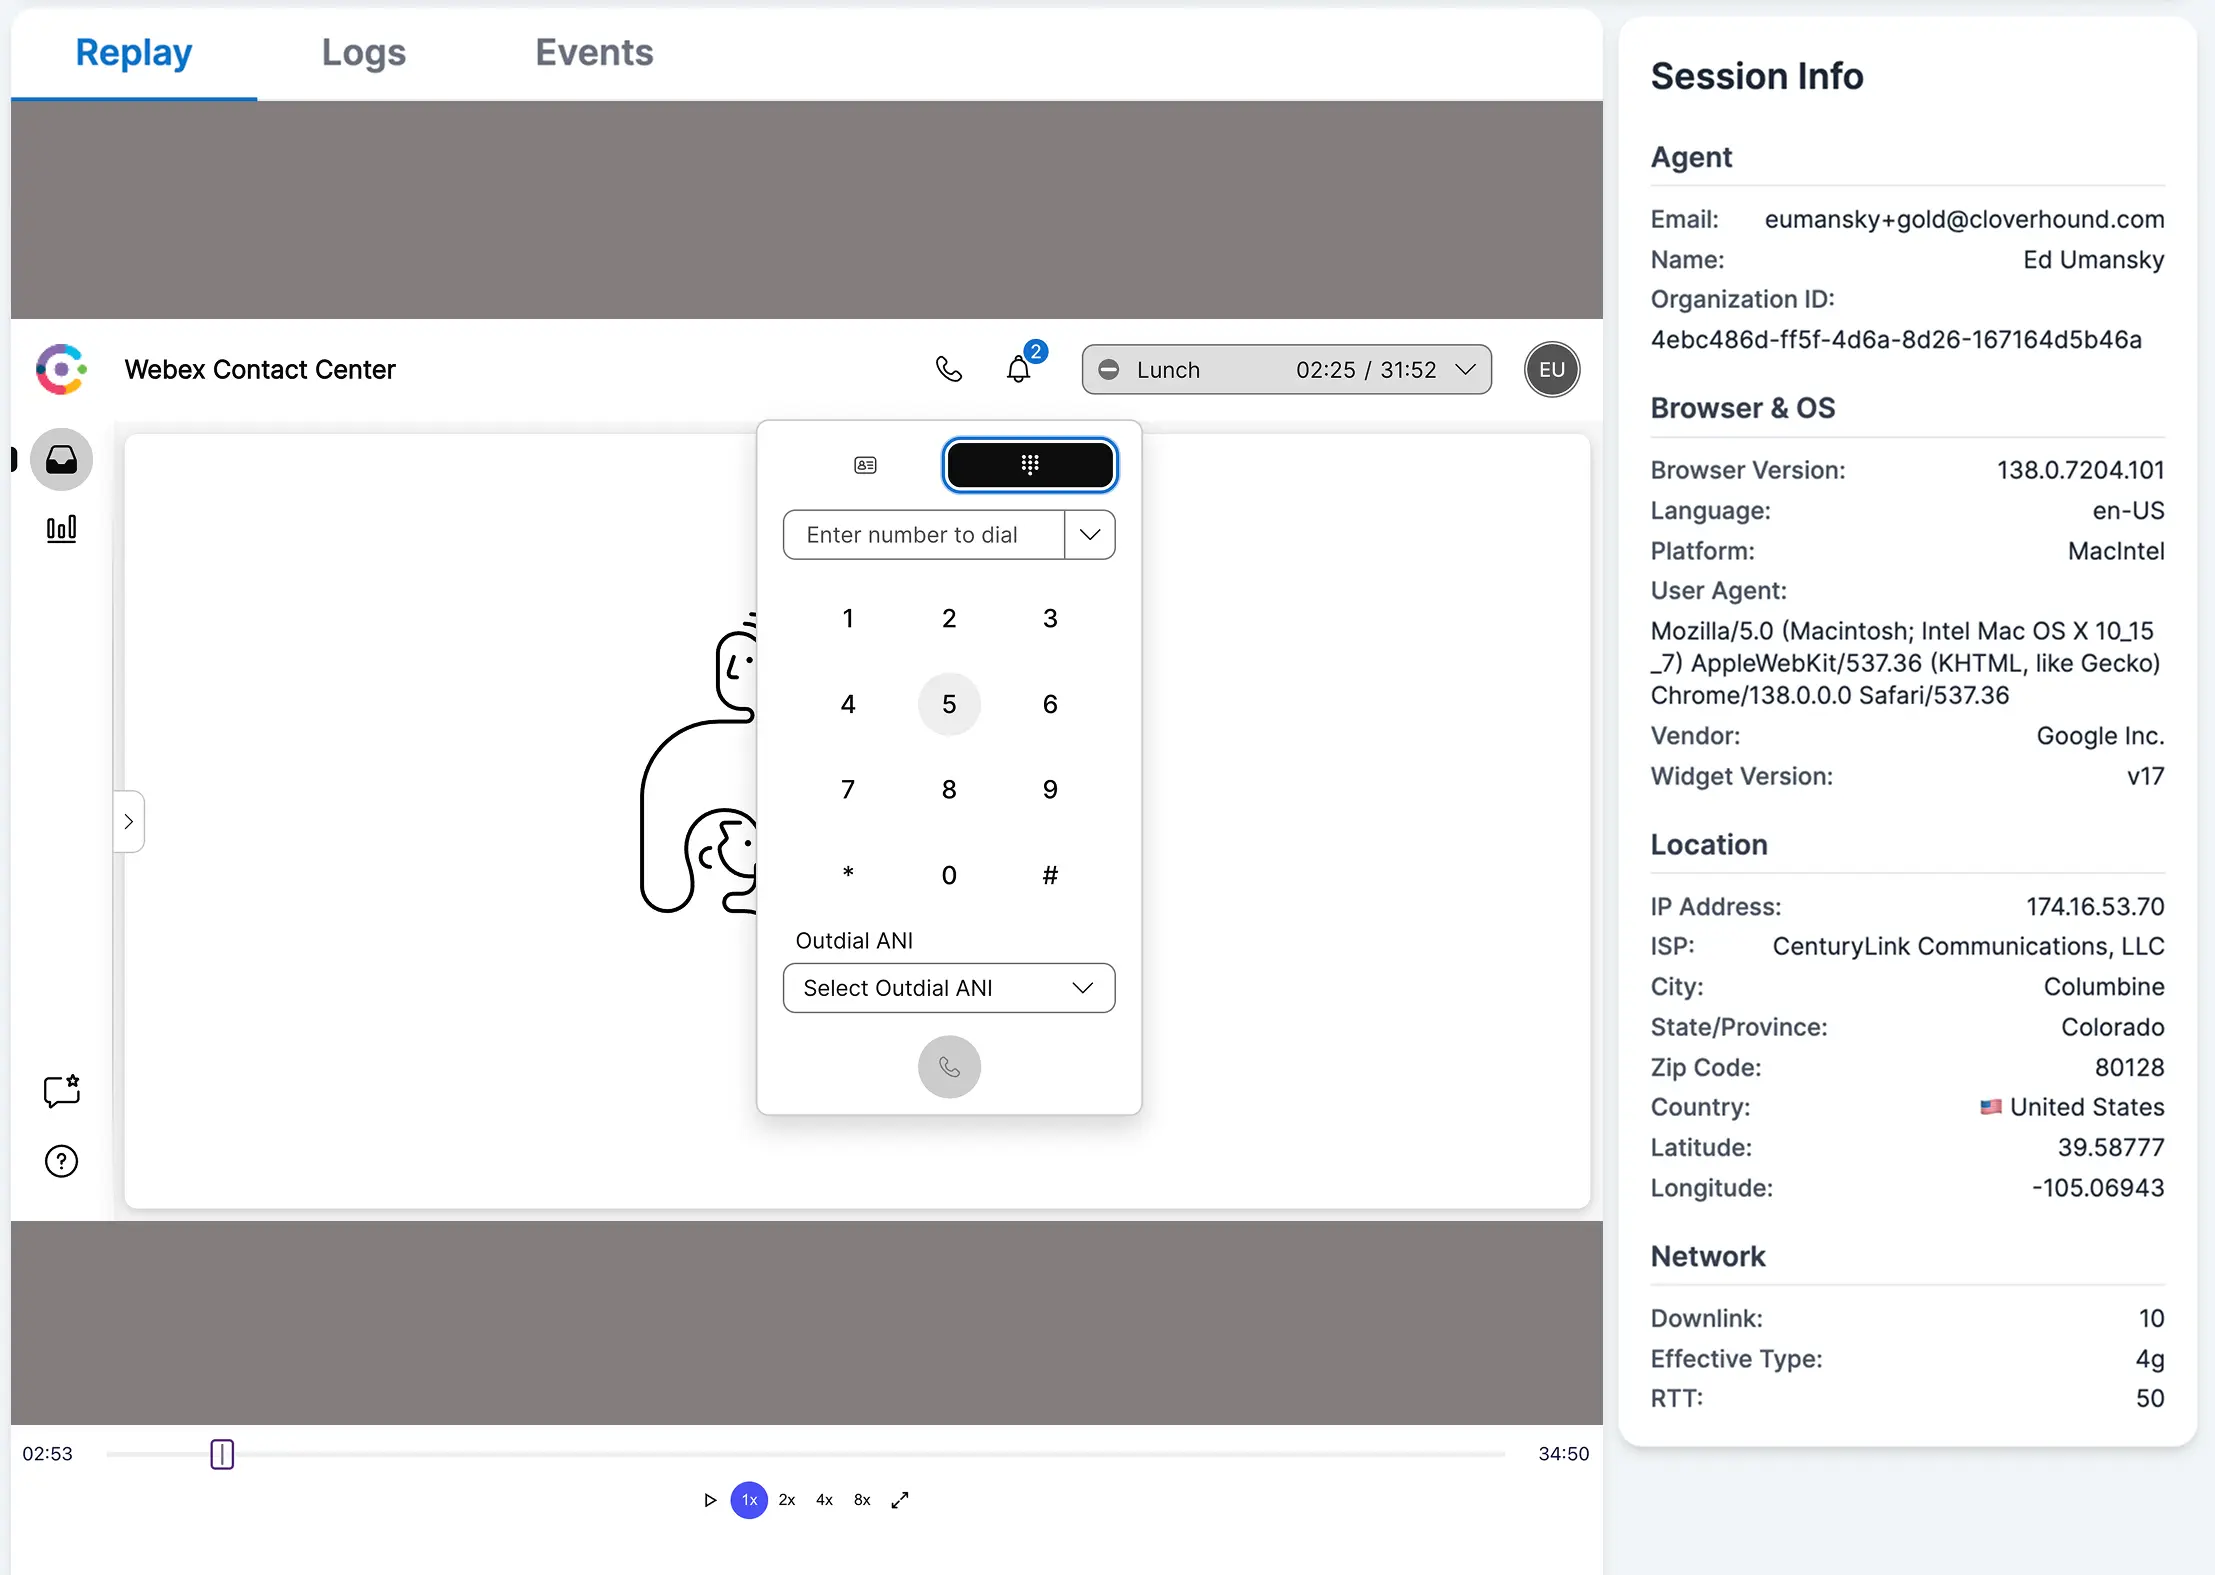 Replay
Logs
Events
Webex Contact Center
2
Lunch
02:25 / 31:52
EU
Enter number to dial
1 2 3
4 5 6
7 8 9
* 0 #
Outdial ANI
Select Outdial ANI
?
02:53
34:50
1x
2x
4x
8x
Session Info
Agent
Email: eumansky+gold@cloverhound.com
Name: Ed Umansky
Organization ID:
4ebc486d-ff5f-4d6a-8d26-167164d5b46a
Browser & OS
Browser Version: 138.0.7204.101
Language: en-US
Platform: MacIntel
User Agent:
Mozilla/5.0 (Macintosh; Intel Mac OS X 10_15
_7) AppleWebKit/537.36 (KHTML, like Gecko)
Chrome/138.0.0.0 Safari/537.36
Vendor: Google Inc.
Widget Version: v17
Location
IP Address: 174.16.53.70
ISP: CenturyLink Communications, LLC
City: Columbine
State/Province: Colorado
Zip Code: 80128
Country: 🇺🇸 United States
Latitude: 39.58777
Longitude: -105.06943
Network
Downlink: 10
Effective Type: 4g
RTT: 50